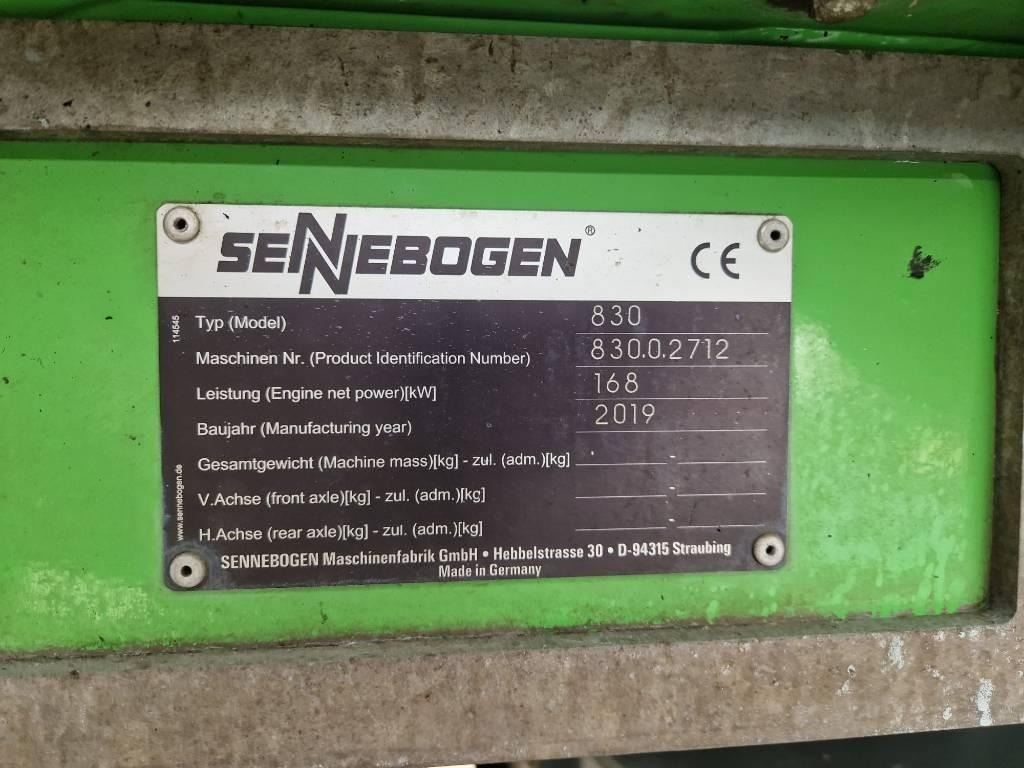 SENNEBOGEN® CE
114545
Typ (Model) 830
Maschinen Nr. (Product Identification Number) 830.0.2712
Leistung (Engine net power)[kW] 168
Baujahr (Manufacturing year) 2019
Gesamtgewicht (Machine mass)[kg] - zul. (adm.)[kg] -
V.Achse (front axle)[kg] - zul. (adm.)[kg] -
H.Achse (rear axle)[kg] - zul. (adm.)[kg] -
www.sennebogen.de
SENNEBOGEN Maschinenfabrik GmbH • Hebbelstrasse 30 • D-94315 Straubing
Made in Germany